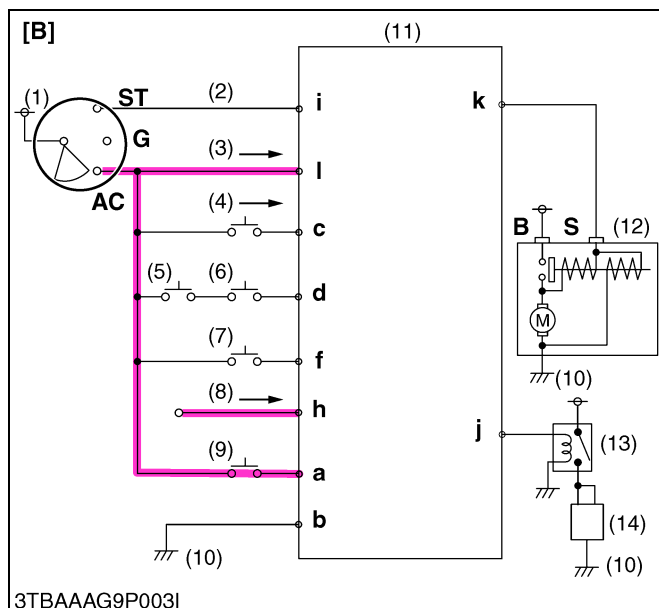 [B]
(11)
(1)
ST
(2)
i
k
G
(3)
l
AC
(4)
c
B
S
(12)
(5)
(6)
d
M
(7)
f
(10)
(8)
h
j
(13)
(9)
a
b
(14)
(10)
(10)
3TBAAAG9P003I